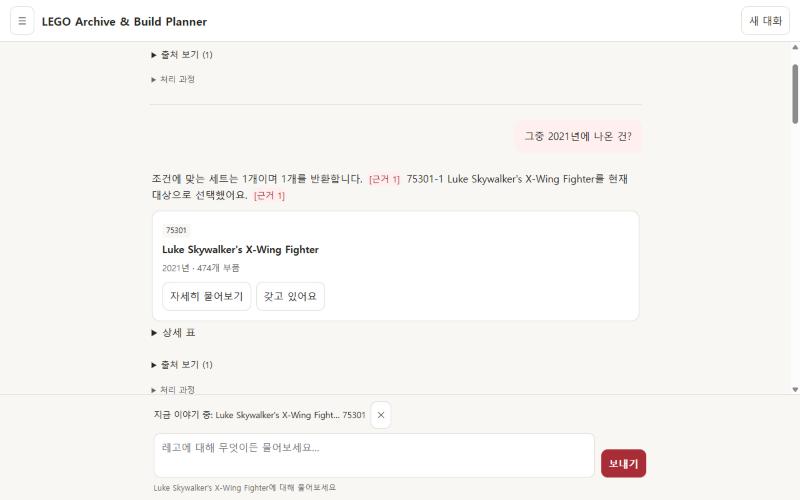 ☰ LEGO Archive & Build Planner 새 대화
▶ 출처 보기 (1)
▶ 처리 과정
그중 2021년에 나온 건?
조건에 맞는 세트는 1개이며 1개를 반환합니다. [근거 1] 75301-1 Luke Skywalker's X-Wing Fighter를 현재
대상으로 선택했어요. [근거 1]
75301
Luke Skywalker's X-Wing Fighter
2021년 · 474개 부품
자세히 물어보기 갖고 있어요
▶ 상세 표
▶ 출처 보기 (1)
▶ 처리 과정
지금 이야기 중: Luke Skywalker's X-Wing Fight... 75301 ×
레고에 대해 무엇이든 물어보세요...
보내기
Luke Skywalker's X-Wing Fighter에 대해 물어보세요